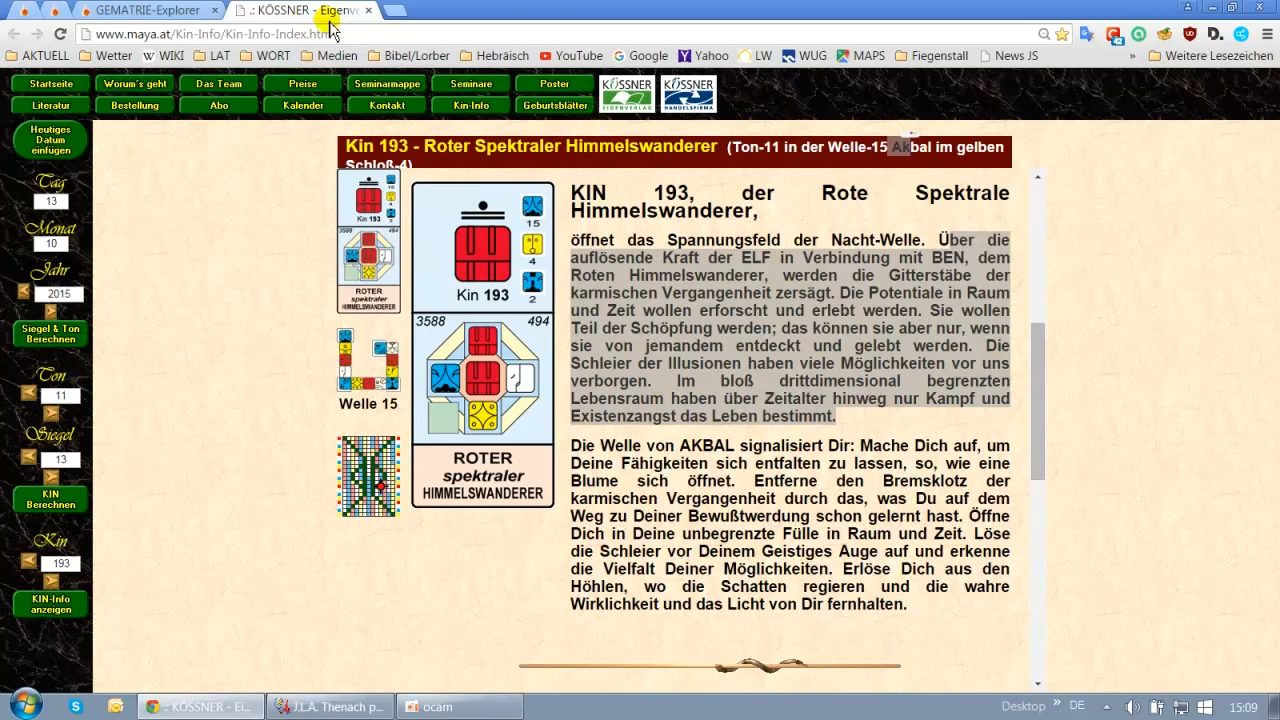 GEMATRIE-Explorer
.: KÖSSNER - Eigenve
www.maya.at/Kin-Info/Kin-Info-Index.htm
AKTUELL Wetter WIKI LAT WORT Medien Bibel/Lorber Hebräisch YouTube Google Yahoo LW WUG MAPS Fiegenstall News JS » Weitere Lesezeichen
Startseite Worum's geht Das Team Preise Seminarmappe Seminare Poster
Literatur Bestellung Abo Kalender Kontakt Kin-Info Geburtsblätter
KÖSSNER
EIGENVERLAG
KÖSSNER
HANDELSFIRMA
Heutiges
Datum
einfügen
Tag
13
Monat
10
Jahr
2015
Siegel & Ton
Berechnen
Ton
11
Siegel
13
KIN
Berechnen
Kin
193
KIN-Info
anzeigen
Kin 193 - Roter Spektraler Himmelswanderer (Ton-11 in der Welle-15 Akbal im gelben
Schloß-4)
Kin 193
3588 494
ROTER
spektraler
HIMMELSWANDERER
Welle 15
15
4
2
Kin 193
3588 494
ROTER
spektraler
HIMMELSWANDERER
KIN 193, der Rote Spektrale
Himmelswanderer,
öffnet das Spannungsfeld der Nacht-Welle. Über die
auflösende Kraft der ELF in Verbindung mit BEN, dem
Roten Himmelswanderer, werden die Gitterstäbe der
karmischen Vergangenheit zersägt. Die Potentiale in Raum
und Zeit wollen erforscht und erlebt werden. Sie wollen
Teil der Schöpfung werden; das können sie aber nur, wenn
sie von jemandem entdeckt und gelebt werden. Die
Schleier der Illusionen haben viele Möglichkeiten vor uns
verborgen. Im bloß drittdimensional begrenzten
Lebensraum haben über Zeitalter hinweg nur Kampf und
Existenzangst das Leben bestimmt.
Die Welle von AKBAL signalisiert Dir: Mache Dich auf, um
Deine Fähigkeiten sich entfalten zu lassen, so, wie eine
Blume sich öffnet. Entferne den Bremsklotz der
karmischen Vergangenheit durch das, was Du auf dem
Weg zu Deiner Bewußtwerdung schon gelernt hast. Öffne
Dich in Deine unbegrenzte Fülle in Raum und Zeit. Löse
die Schleier vor Deinem Geistiges Auge auf und erkenne
die Vielfalt Deiner Möglichkeiten. Erlöse Dich aus den
Höhlen, wo die Schatten regieren und die wahre
Wirklichkeit und das Licht von Dir fernhalten.
.: KÖSSNER - Ei... J.L.A. Thenach p... ocam Desktop » DE 15:09